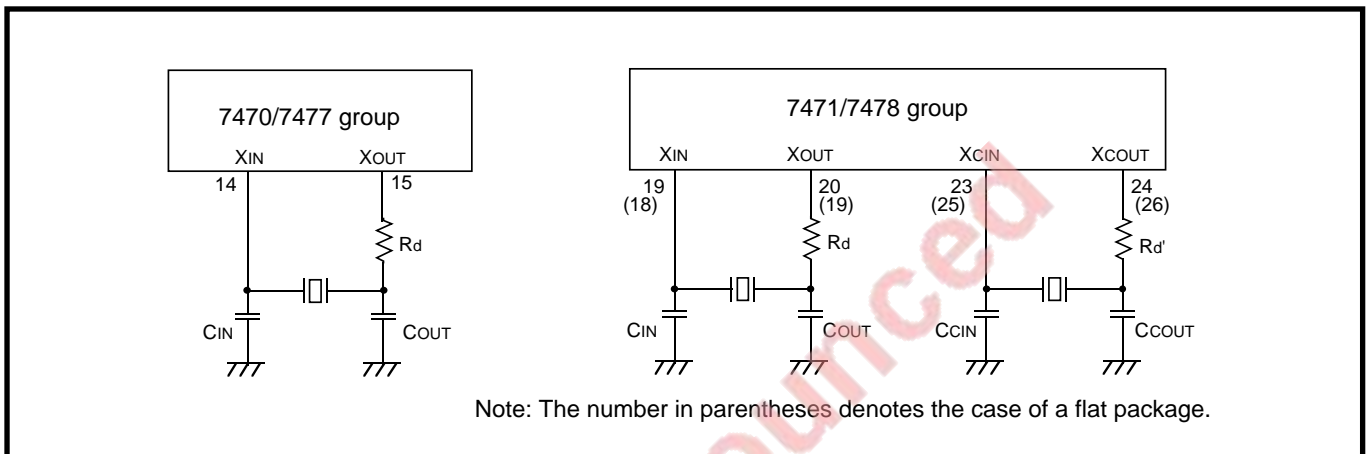 7470/7477 group
XIN XOUT
14 15
Rd
CIN COUT
7471/7478 group
XIN XOUT XCIN XCOUT
19 20 23 24
(18) (19) (25) (26)
Rd Rd'
CIN COUT CCIN CCOUT
Note: The number in parentheses denotes the case of a flat package.
ounced